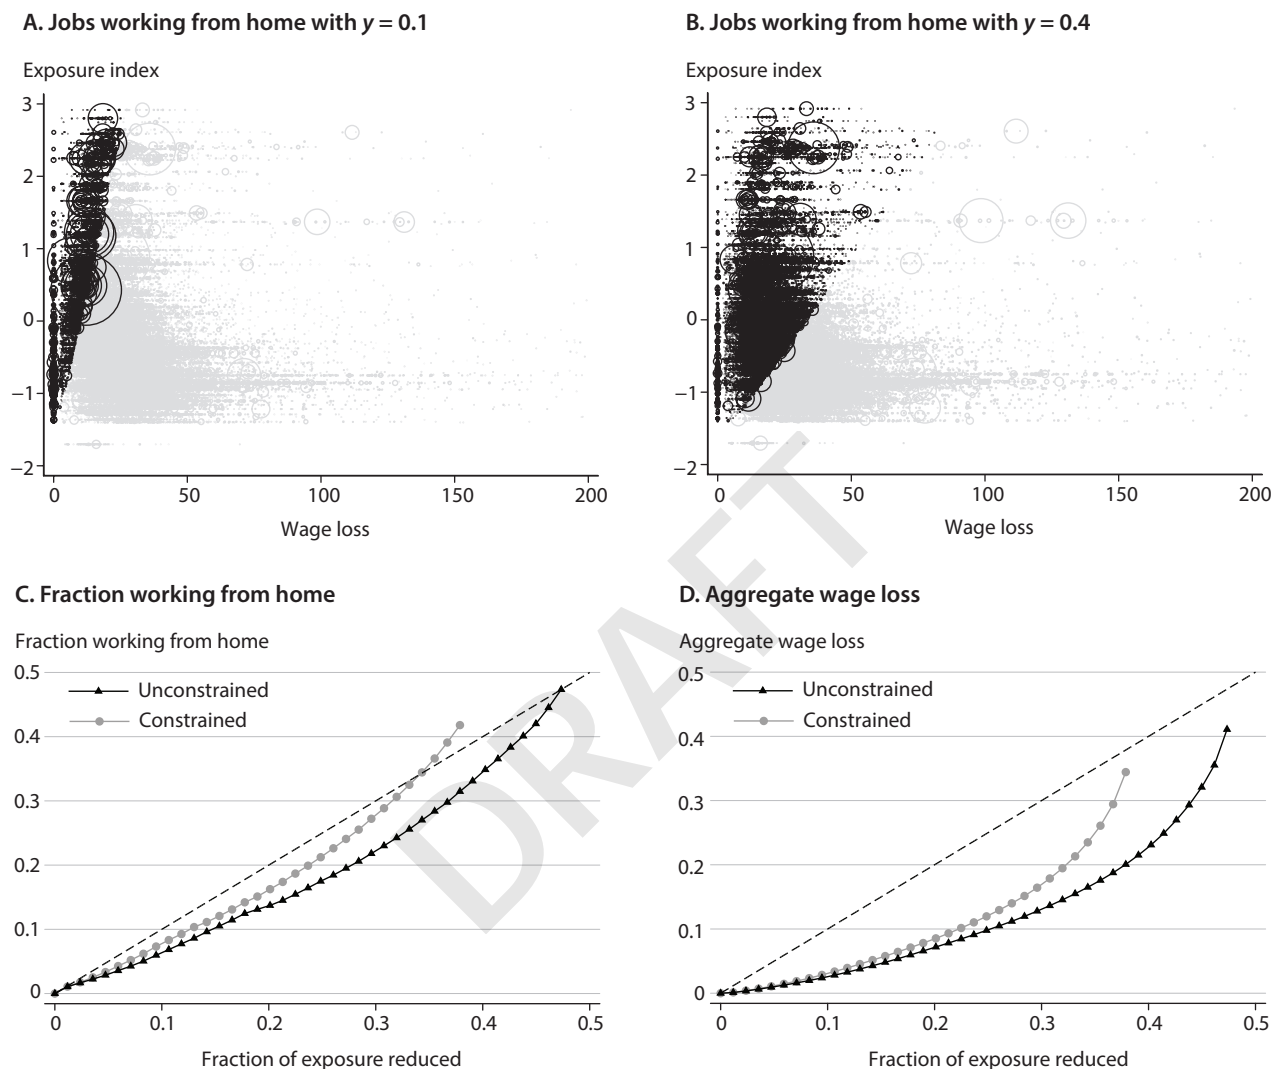 A. Jobs working from home with y = 0.1
Exposure index
3
2
1
0
−1
−2
0 50 100 150 200
Wage loss
B. Jobs working from home with y = 0.4
Exposure index
3
2
1
0
−1
−2
0 50 100 150 200
Wage loss
C. Fraction working from home
Fraction working from home
0.5
Unconstrained
Constrained
0.4
0.3
0.2
0.1
0
0 0.1 0.2 0.3 0.4 0.5
Fraction of exposure reduced
D. Aggregate wage loss
Aggregate wage loss
0.5
Unconstrained
Constrained
0.4
0.3
0.2
0.1
0
0 0.1 0.2 0.3 0.4 0.5
Fraction of exposure reduced
DRAFT